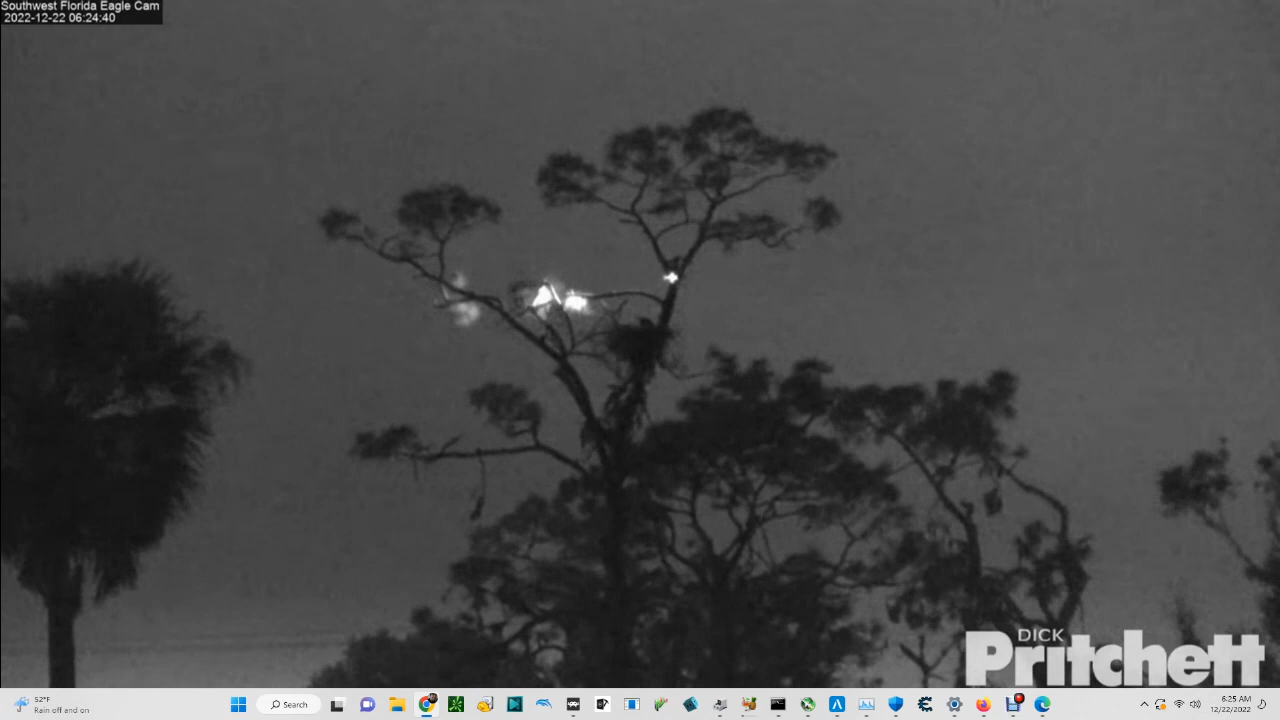 Southwest Florida Eagle Cam
2022-12-22 06:24:40
DICK
Pritchett
52°F
Rain off and on
Search
6:25 AM
12/22/2022